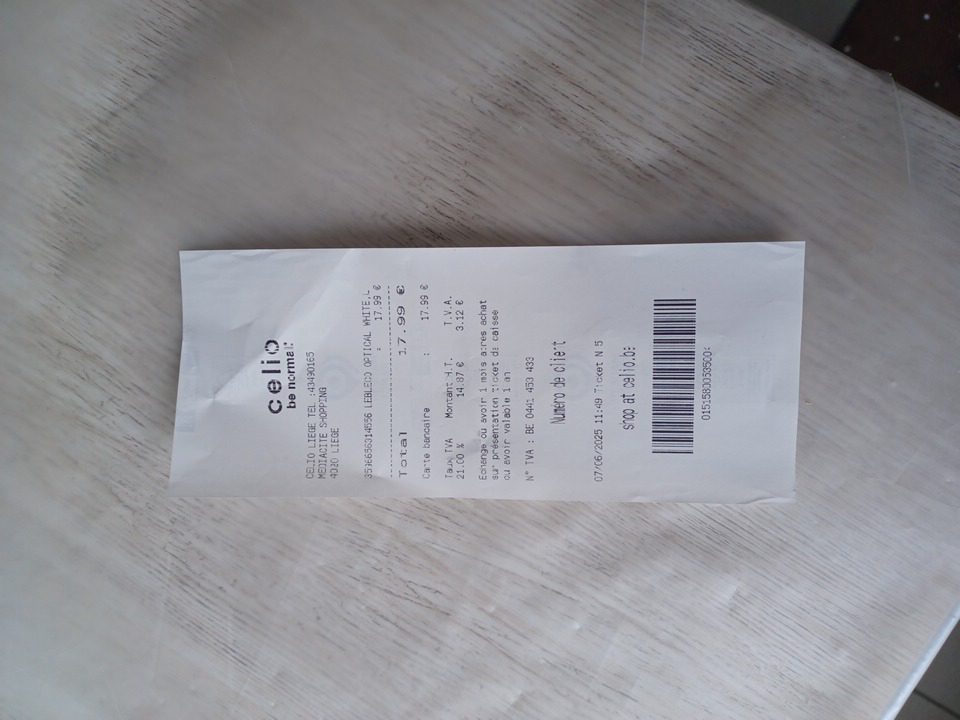 celio
be normal.
CELIO LIEGE TEL :43490165
MEDIACITE SHOPPING
4020 LIEGE
OPTICAL WHITE,L
: 17.99 €
Total 17.99 €
Carte bancaire : 17.99 €
Taux TVA Montant H.T. T.V.A.
21.00 % 14.87 € 3.12 €
Echange ou avoir 1 mois apres achat
sur présentation ticket de caisse
ou avoir valable 1 an
N° TVA : BE 0441 453 433
Numéro de client
07/06/2025 11:49 Ticket N 5
shop at celio.be